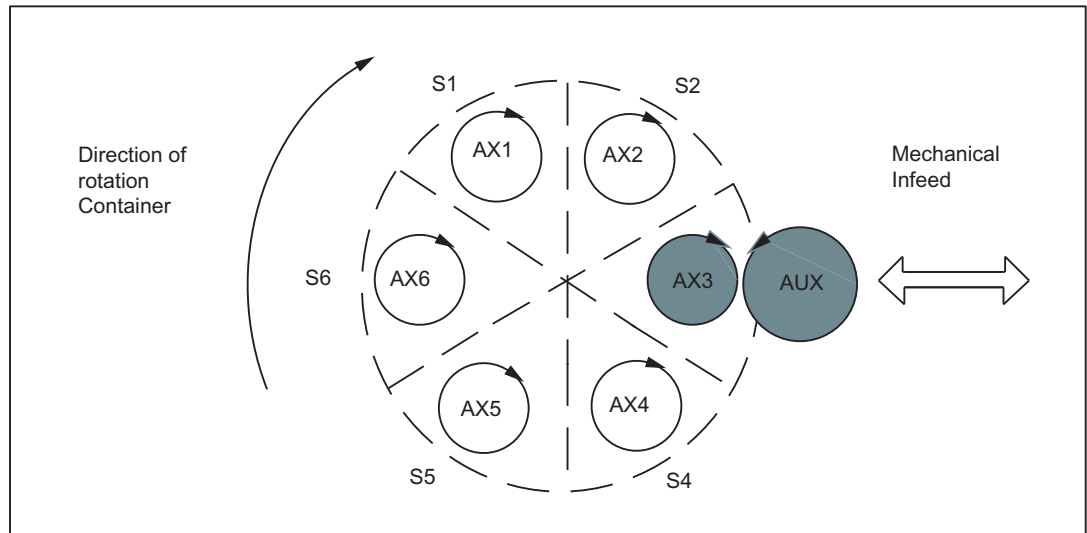 S1
S2
Direction of
rotation
Container
AX1
AX2
Mechanical
Infeed
S6
AX6
AX3
AUX
AX5
AX4
S5
S4